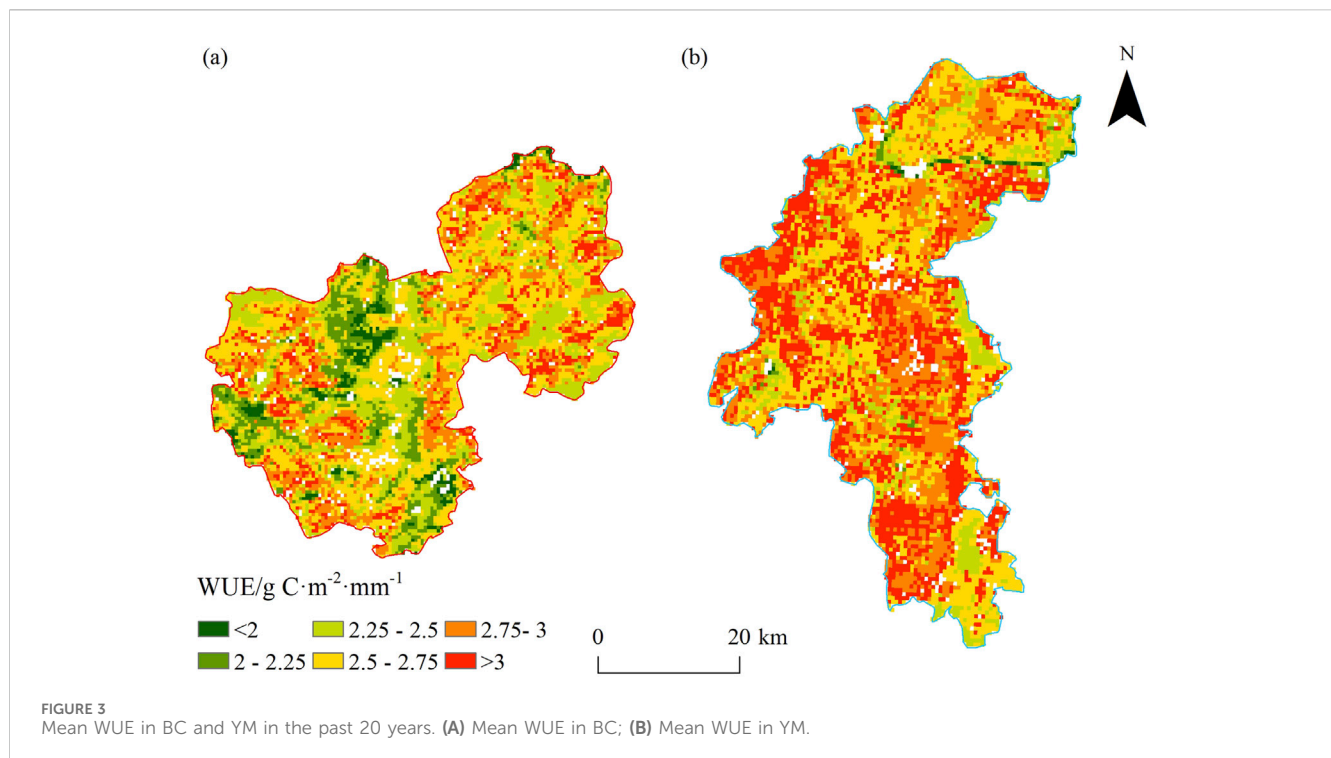 (a)
(b)
N
WUE/g C·m⁻²·mm⁻¹
<2
2.25 - 2.5
2.75- 3
2 - 2.25
2.5 - 2.75
>3
0
20 km
FIGURE 3
Mean WUE in BC and YM in the past 20 years. (A) Mean WUE in BC; (B) Mean WUE in YM.